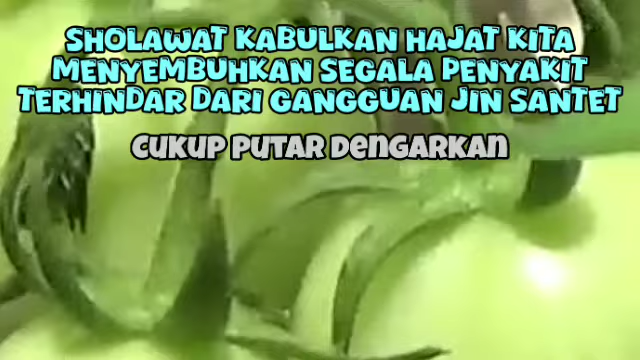 SHOLAWAT KABULKAN HAJAT KITA
MENYEMBUHKAN SEGALA PENYAKIT
TERHINDAR DARI GANGGUAN JIN SANTET
CUKUP PUTAR DENGARKAN